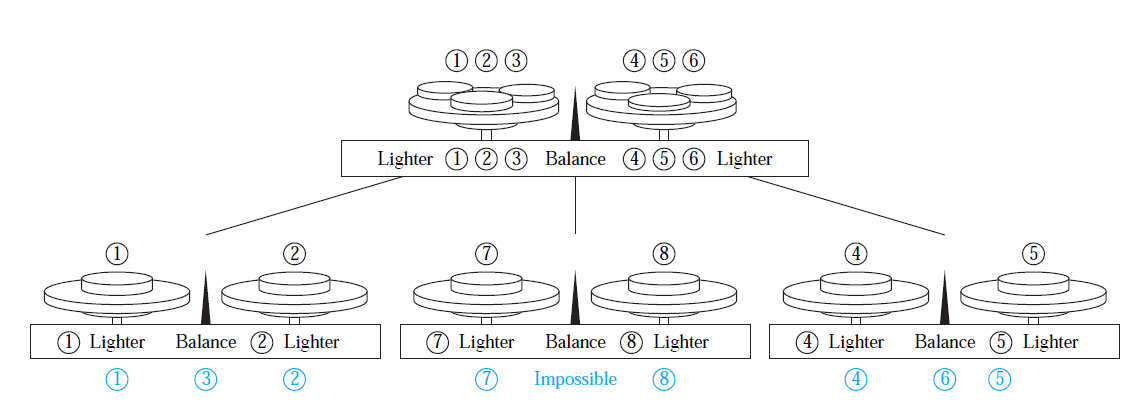 ① ② ③ ④ ⑤ ⑥
Lighter ① ② ③ Balance ④ ⑤ ⑥ Lighter
① ② ⑦ ⑧ ④ ⑤
① Lighter Balance ② Lighter ⑦ Lighter Balance ⑧ Lighter ④ Lighter Balance ⑤ Lighter
① ③ ② ⑦ Impossible ⑧ ④ ⑥ ⑤